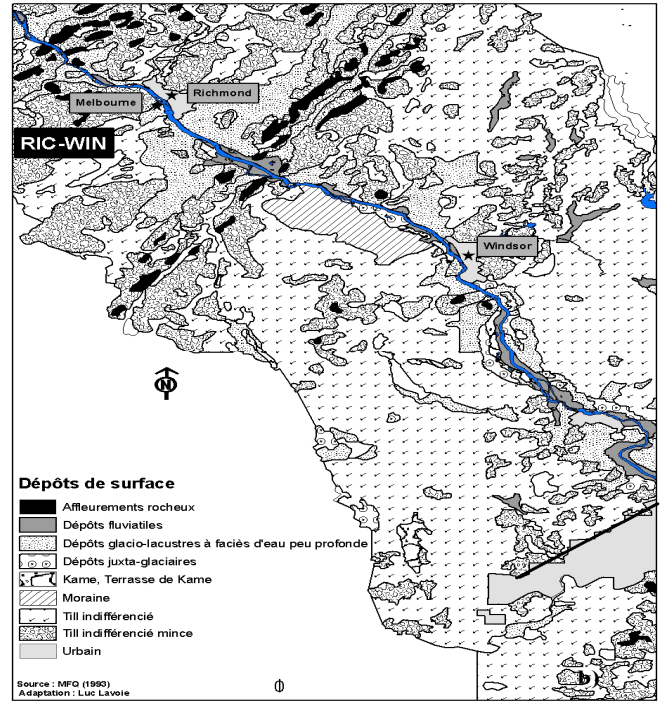 Richmond
Melbourne
RIC-WIN
Windsor
N
Dépôts de surface
Affleurements rocheux
Dépôts fluviatiles
Dépôts glacio-lacustres à faciès d'eau peu profonde
Dépôts juxta-glaciaires
Kame, Terrasse de Kame
Moraine
Till indifférencié
Till indifférencié mince
Urbain
Source : MFQ (1993)
Adaptation : Luc Lavoie